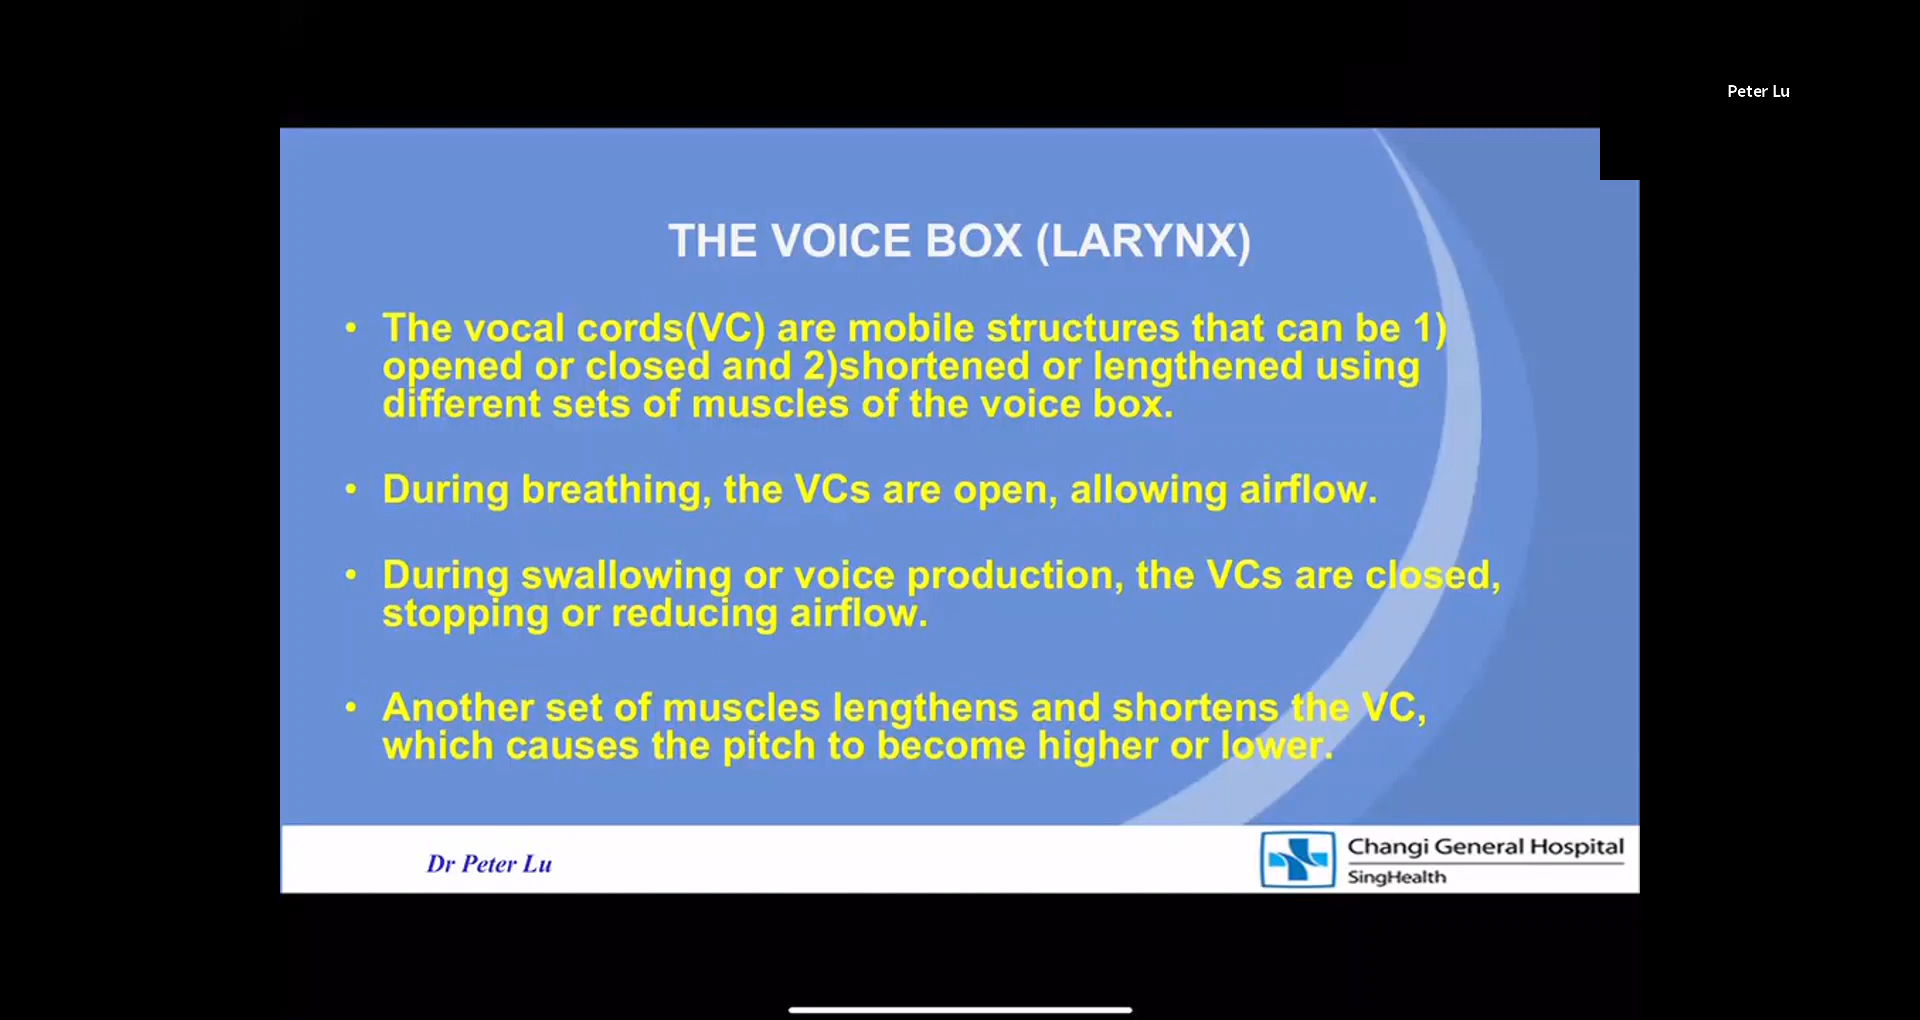 Peter Lu
THE VOICE BOX (LARYNX)
• The vocal cords(VC) are mobile structures that can be 1)
opened or closed and 2)shortened or lengthened using
different sets of muscles of the voice box.
• During breathing, the VCs are open, allowing airflow.
• During swallowing or voice production, the VCs are closed,
stopping or reducing airflow.
• Another set of muscles lengthens and shortens the VC,
which causes the pitch to become higher or lower.
Dr Peter Lu
Changi General Hospital
SingHealth